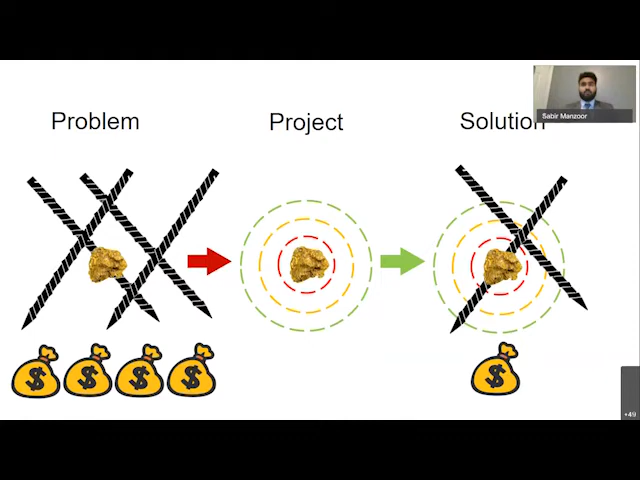 Problem
Project
Solution
Sabir Manzoor
$ $ $ $ $
+49